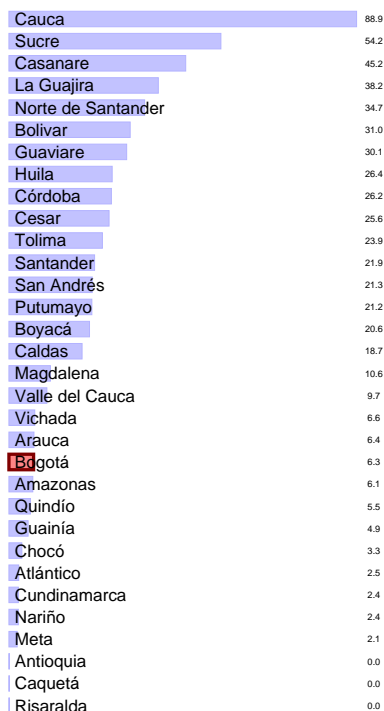 Cauca 88.9
Sucre 54.2
Casanare 45.2
La Guajira 38.2
Norte de Santander 34.7
Bolivar 31.0
Guaviare 30.1
Huila 26.4
Córdoba 26.2
Cesar 25.6
Tolima 23.9
Santander 21.9
San Andrés 21.3
Putumayo 21.2
Boyacá 20.6
Caldas 18.7
Magdalena 10.6
Valle del Cauca 9.7
Vichada 6.6
Arauca 6.4
Bogotá 6.3
Amazonas 6.1
Quindío 5.5
Guainía 4.9
Chocó 3.3
Atlántico 2.5
Cundinamarca 2.4
Nariño 2.4
Meta 2.1
Antioquia 0.0
Caquetá 0.0
Risaralda 0.0